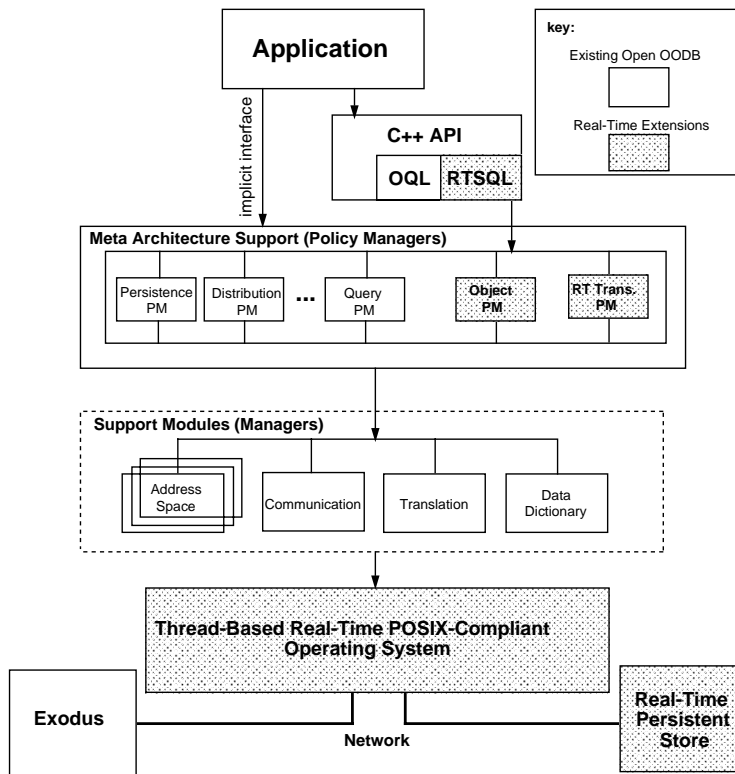 Application
key:
Existing Open OODB
Real-Time Extensions
implicit interface
C++ API
OQL
RTSQL
Meta Architecture Support (Policy Managers)
Persistence
PM
Distribution
PM
...
Query
PM
Object
PM
RT Trans.
PM
Support Modules (Managers)
Address
Space
Communication
Translation
Data
Dictionary
Thread-Based Real-Time POSIX-Compliant
Operating System
Exodus
Network
Real-Time
Persistent
Store